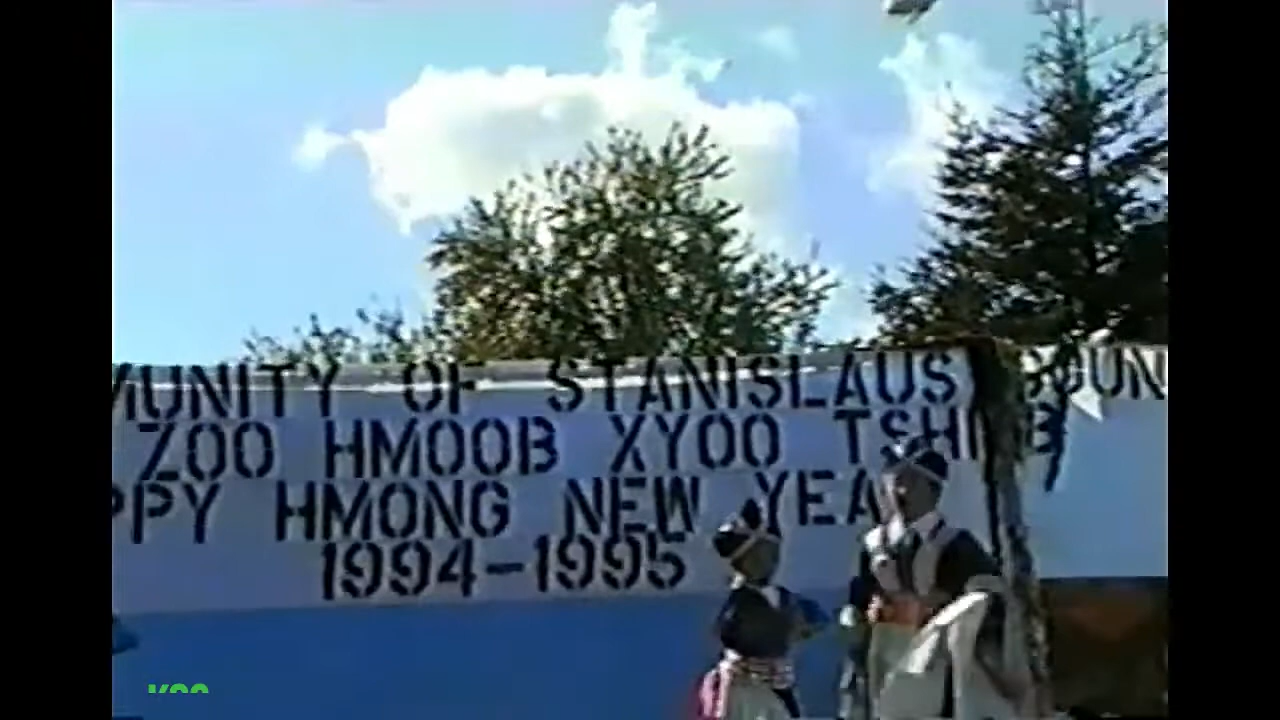 MUNITY OF STANISLAUS COUN
ZOO HMOOB XYOO TSHIAB
PPY HMONG NEW YEA
1994-1995